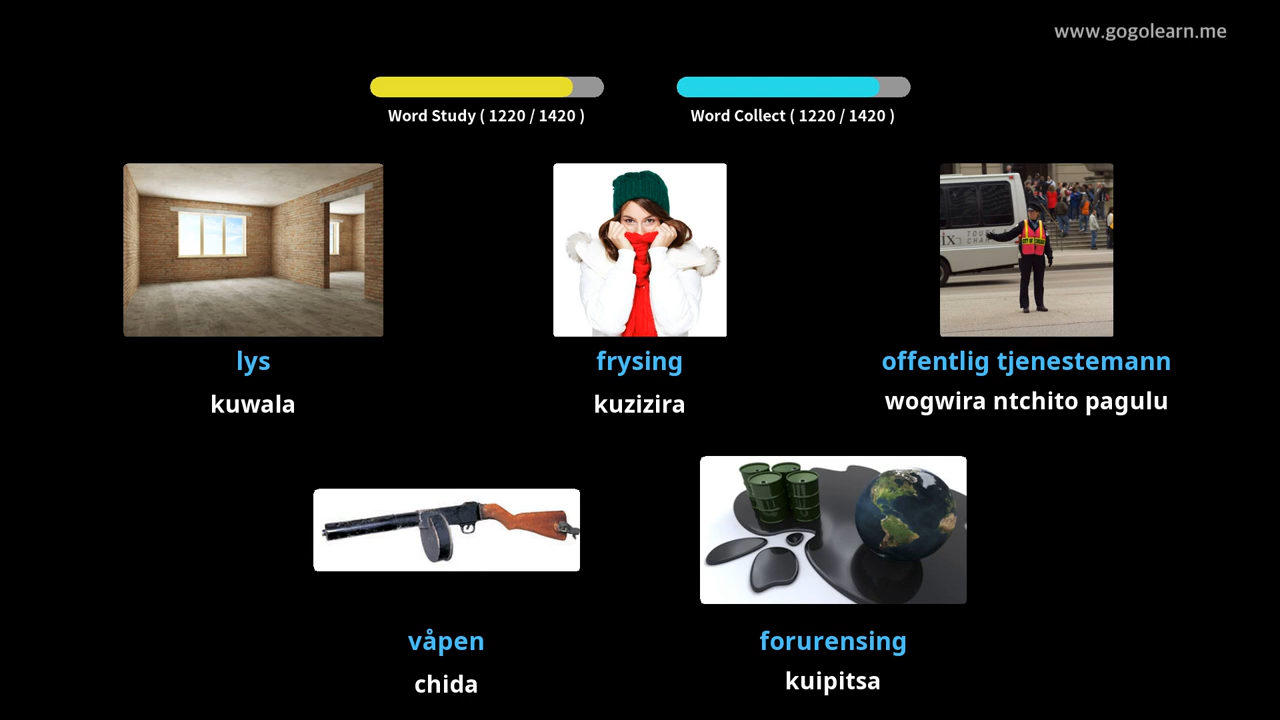 www.gogolearn.me
Word Study ( 1220 / 1420 )
Word Collect ( 1220 / 1420 )
lys
kuwala
frysing
kuzizira
offentlig tjenestemann
wogwira ntchito pagulu
våpen
chida
forurensing
kuipitsa